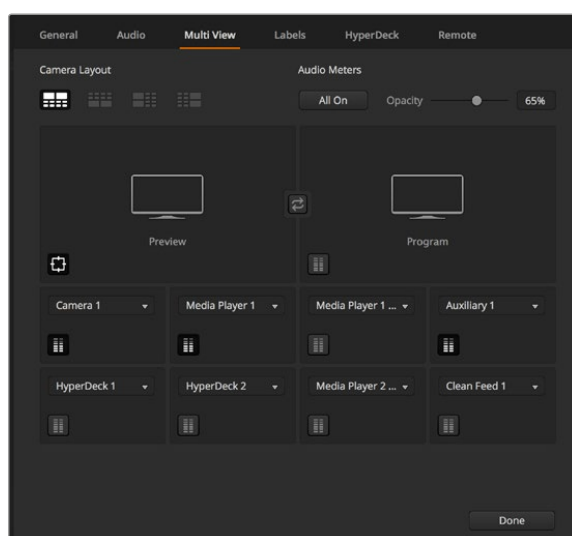 General Audio Multi View Labels HyperDeck Remote
Camera Layout Audio Meters
All On Opacity 65%
Preview Program
Camera 1 Media Player 1 Media Player 1 ... Auxiliary 1
HyperDeck 1 HyperDeck 2 Media Player 2 ... Clean Feed 1
Done